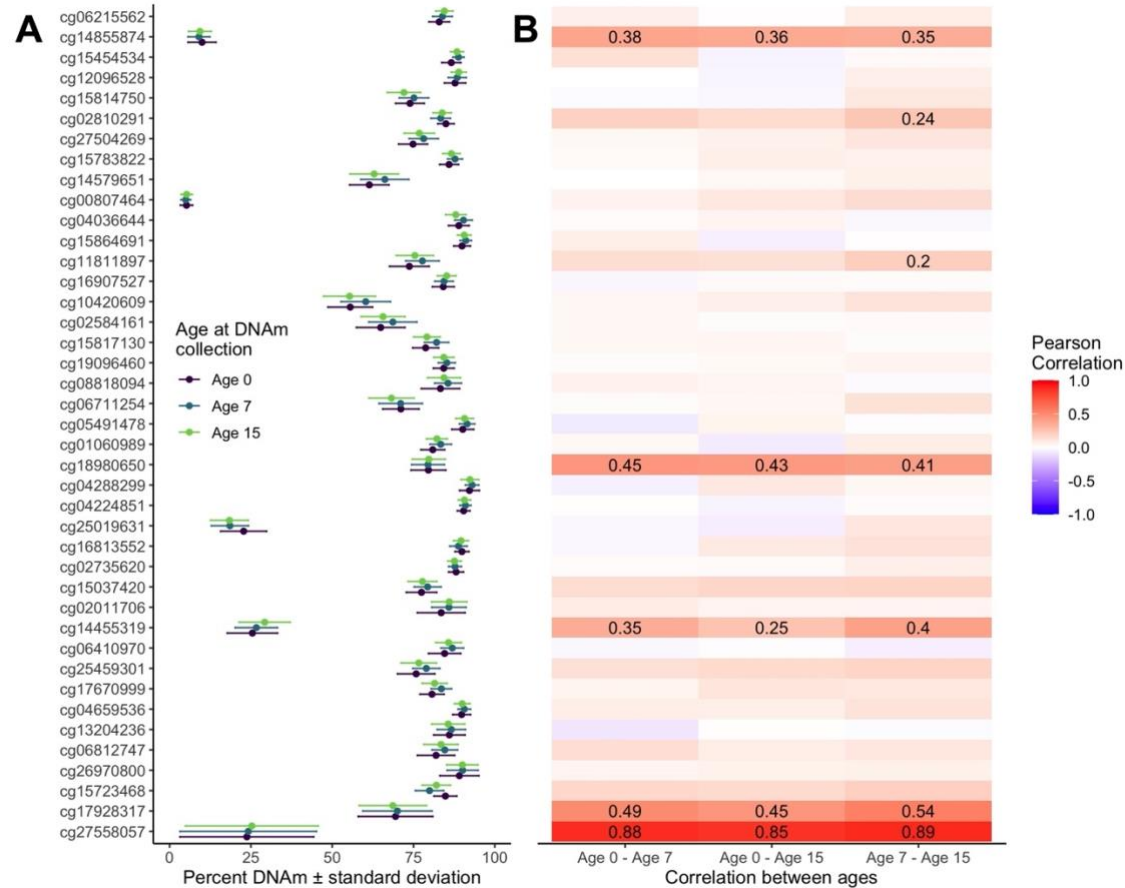 A
B
cg06215562
cg14855874
0.38 0.36 0.35
cg15454534
cg12096528
cg15814750
cg02810291
0.24
cg27504269
cg15783822
cg14579651
cg00807464
cg04036644
cg15864691
cg11811897
0.2
cg16907527
cg10420609
cg02584161
cg15817130
cg19096460
cg08818094
cg06711254
cg05491478
cg01060989
cg18980650
0.45 0.43 0.41
cg04288299
cg04224851
cg25019631
cg16813552
cg02735620
cg15037420
cg02011706
cg14455319
0.35 0.25 0.4
cg06410970
cg25459301
cg17670999
cg04659536
cg13204236
cg06812747
cg26970800
cg15723468
cg17928317
0.49 0.45 0.54
cg27558057
0.88 0.85 0.89
Age at DNAm
collection
Age 0
Age 7
Age 15
0 25 50 75 100
Percent DNAm ± standard deviation
Age 0 - Age 7 Age 0 - Age 15 Age 7 - Age 15
Correlation between ages
Pearson
Correlation
1.0
0.5
0.0
-0.5
-1.0